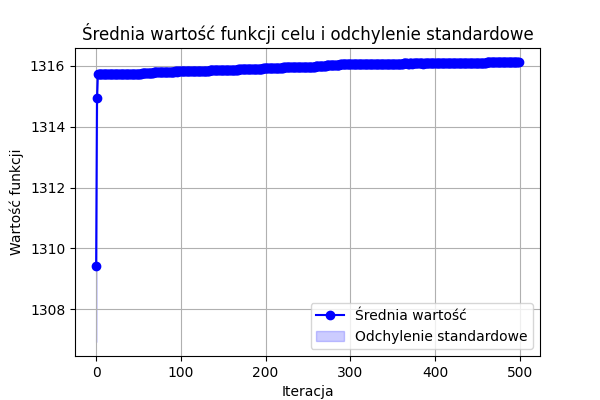 Średnia wartość funkcji celu i odchylenie standardowe
1316
1314
1312
1310
1308
Wartość funkcji
Średnia wartość
Odchylenie standardowe
0 100 200 300 400 500
Iteracja